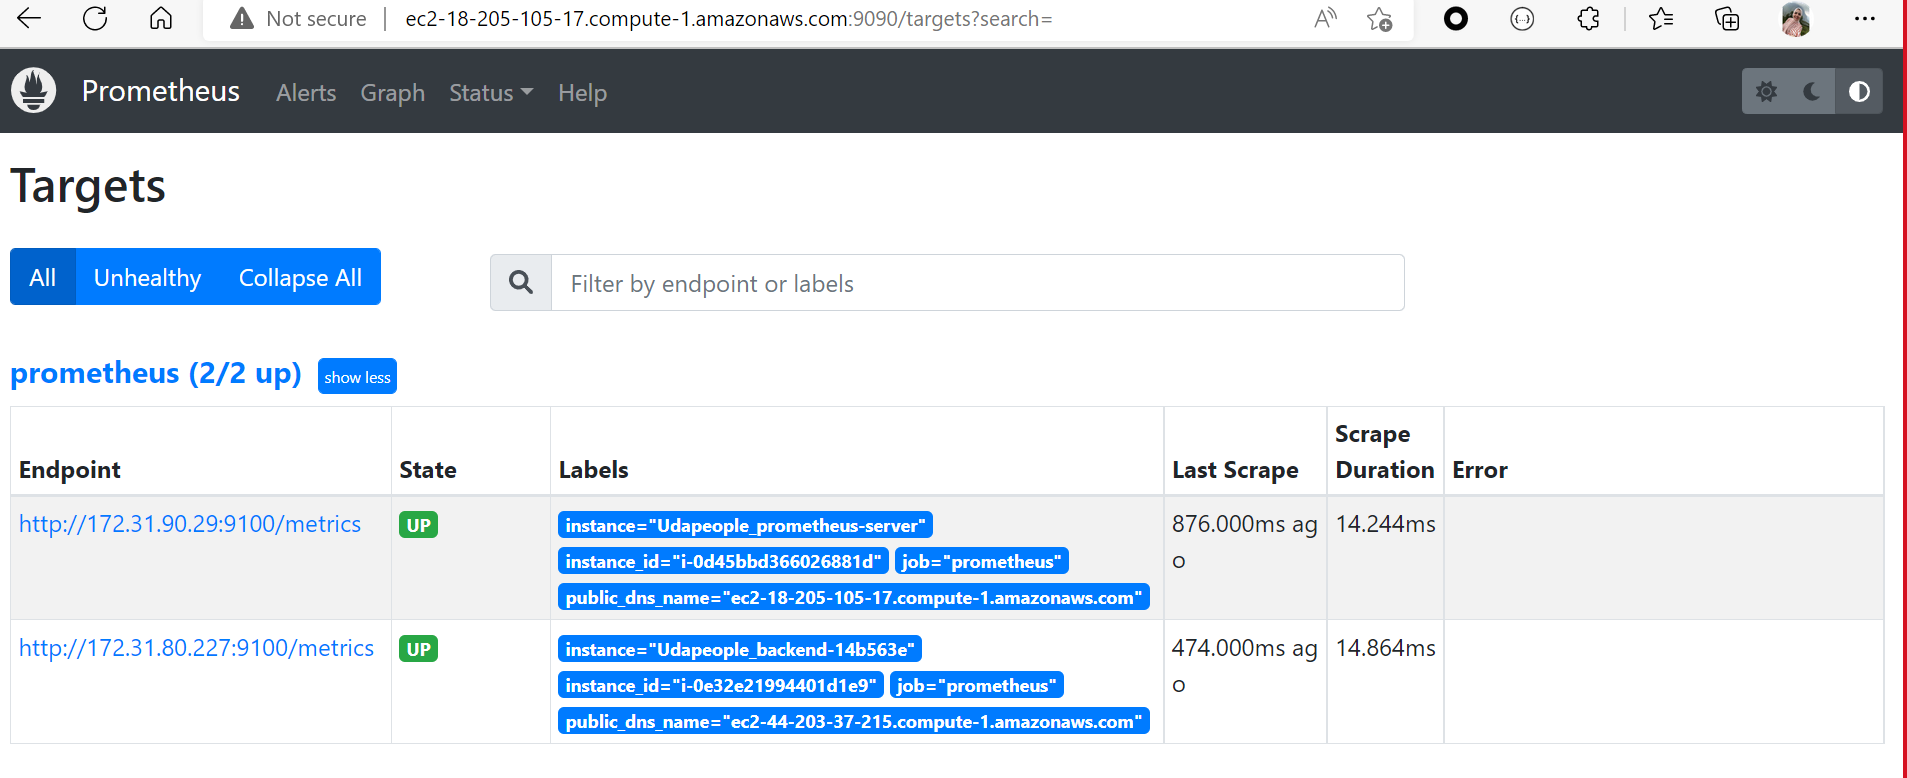 Not secure | ec2-18-205-105-17.compute-1.amazonaws.com:9090/targets?search=
Prometheus Alerts Graph Status Help
Targets
All Unhealthy Collapse All Filter by endpoint or labels
prometheus (2/2 up) show less
Endpoint State Labels Last Scrape Scrape Duration Error
http://172.31.90.29:9100/metrics UP instance="Udapeople_prometheus-server" 876.000ms ag 14.244ms
instance_id="i-0d45bbd366026881d" job="prometheus" o
public_dns_name="ec2-18-205-105-17.compute-1.amazonaws.com"
http://172.31.80.227:9100/metrics UP instance="Udapeople_backend-14b563e" 474.000ms ag 14.864ms
instance_id="i-0e32e21994401d1e9" job="prometheus" o
public_dns_name="ec2-44-203-37-215.compute-1.amazonaws.com"